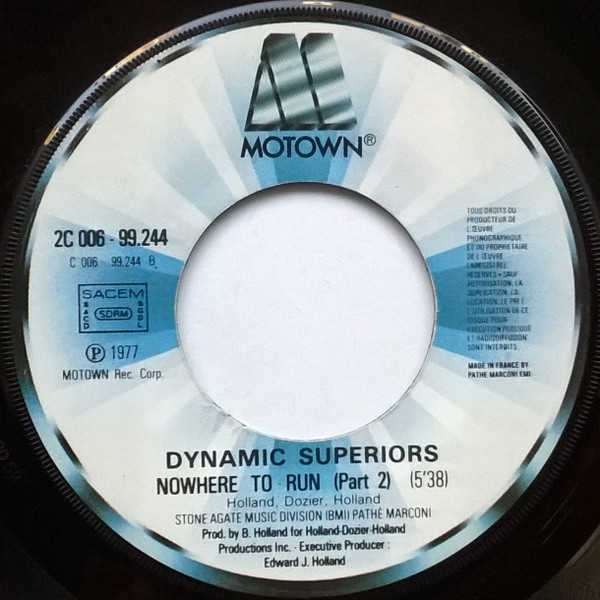 MOTOWN®
2C 006 - 99.244
C 006 - 99.244 B
SACEM
SACD
SDRM
SGDL
℗ 1977
MOTOWN Rec. Corp.
TOUS DROITS DU
PRODUCTEUR DE
L'ŒUVRE
PHONOGRAPHIQUE
ET DU PROPRIETAIRE
DE L'ŒUVRE
ENREGISTREE
RESERVES • SAUF
AUTORISATION, LA
DUPLICATION, LA
LOCATION, LE PRET
L'UTILISATION DE CE
DISQUE POUR
EXECUTION PUBLIQUE
ET RADIODIFFUSION
SONT INTERDITS
MADE IN FRANCE BY
PATHE MARCONI EMI
DYNAMIC SUPERIORS
NOWHERE TO RUN (Part 2) (5'38)
Holland, Dozier, Holland
STONE AGATE MUSIC DIVISION (BMI) PATHÉ MARCONI
Prod. by B. Holland for Holland-Dozier-Holland
Productions Inc. · Executive Producer :
Edward J. Holland